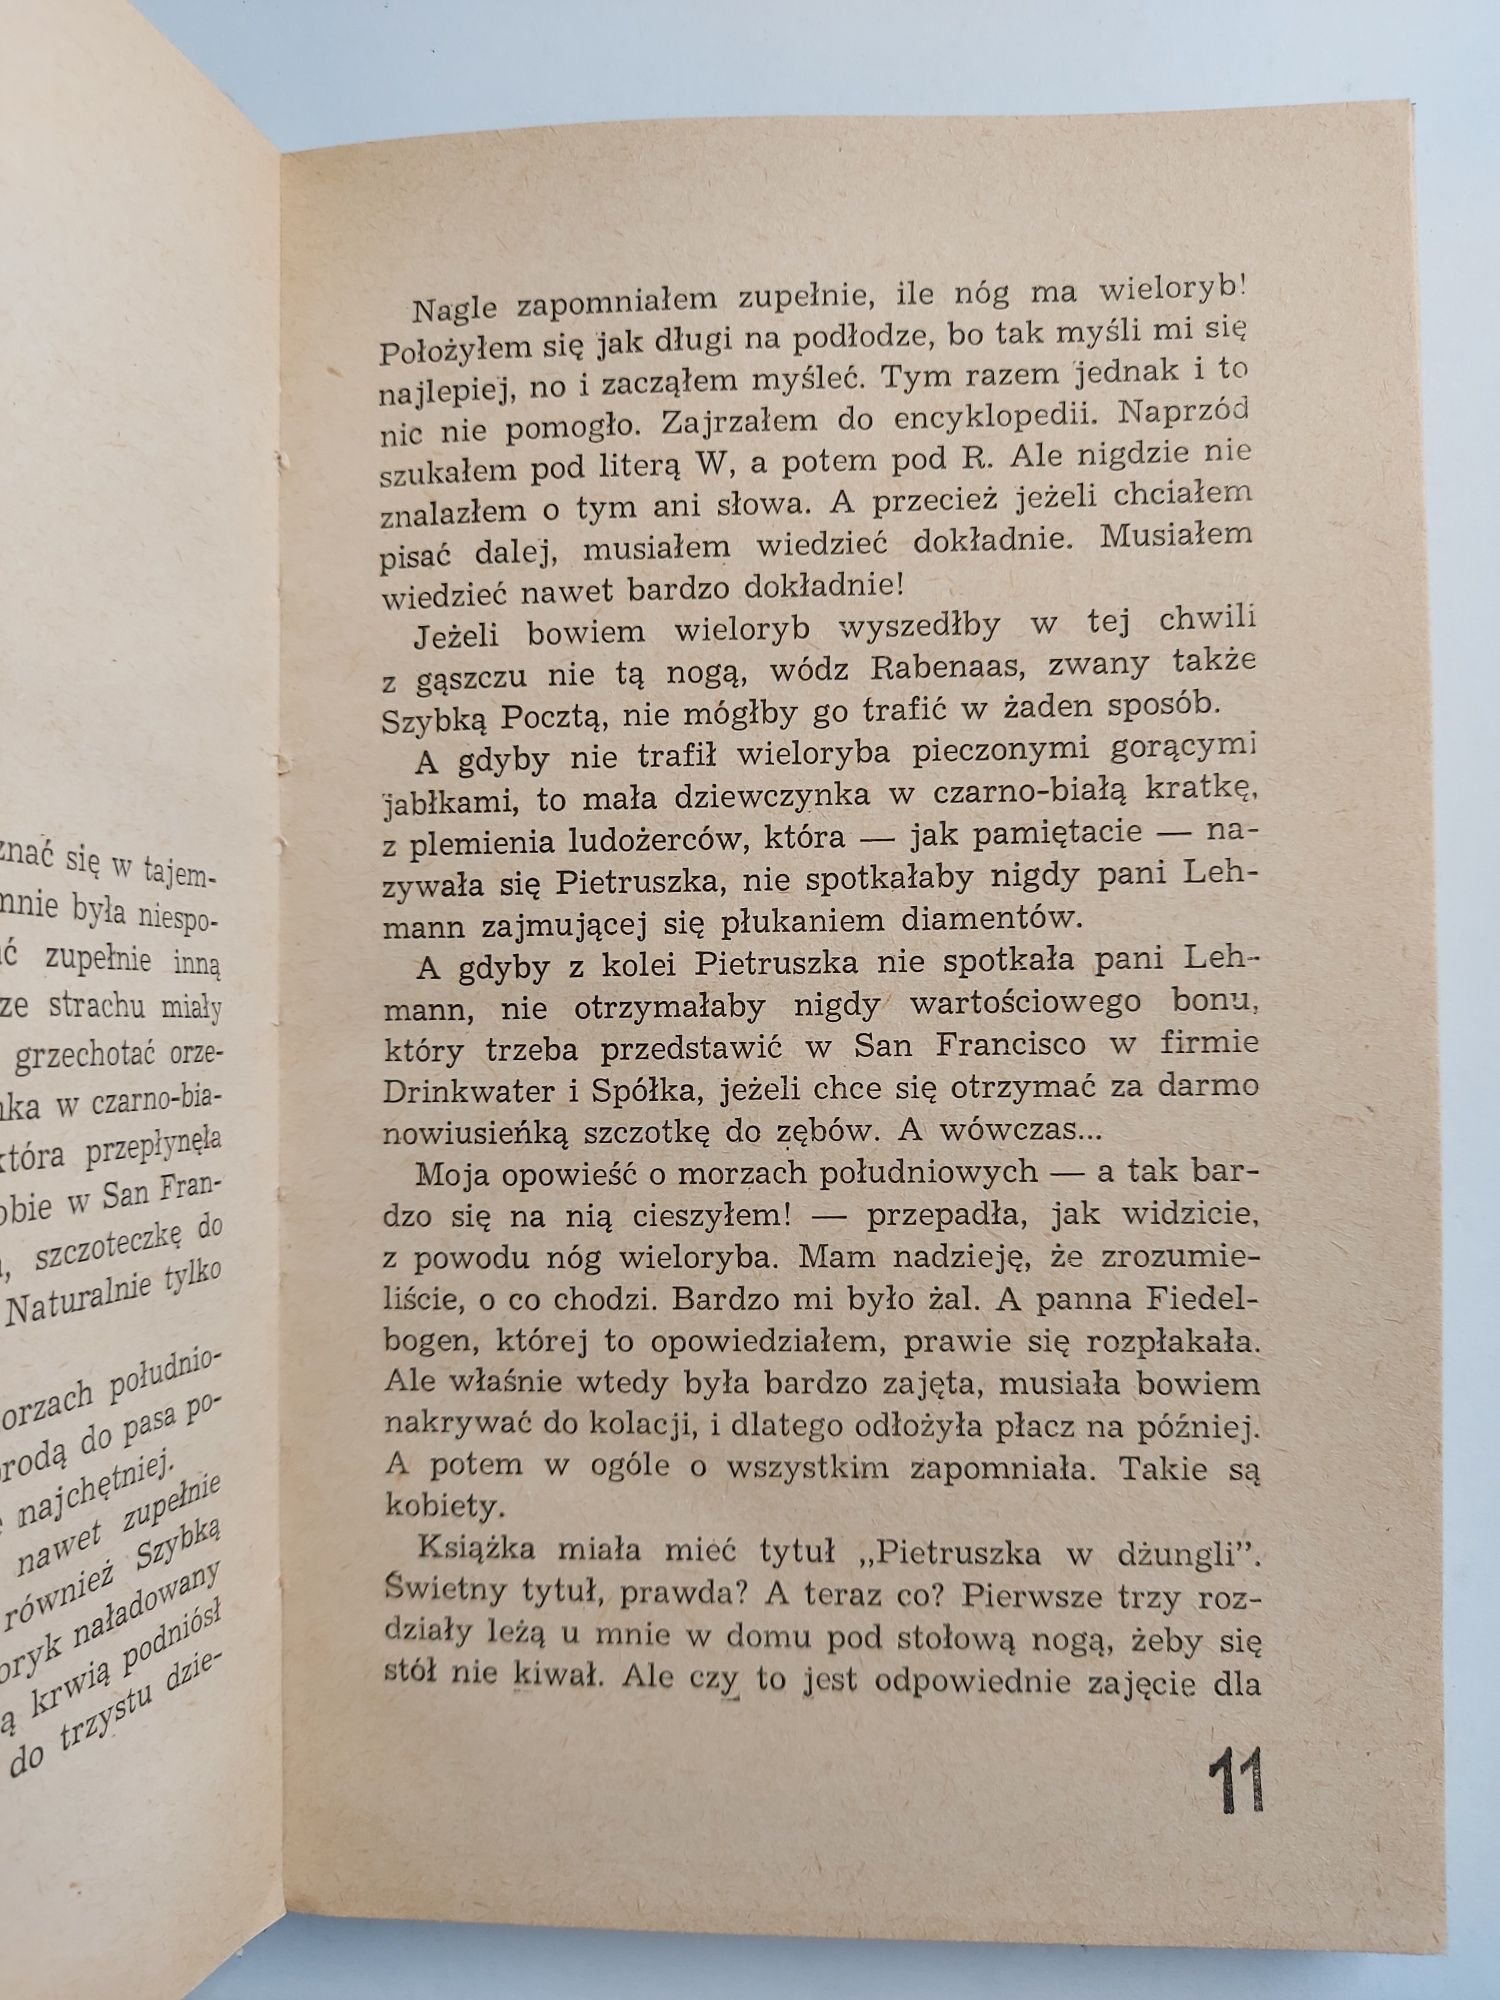 znać się w tajem-
mnie była niespo-
ć zupełnie inną
ze strachu miały
grzechotać orze-
nka w czarno-bia-
która przepłynęła
obie w San Fran-
szczoteczkę do
Naturalnie tylko
orzach południo-
brodą do pasa po-
najchętniej.
nawet zupełnie
również Szybką
oryk naładowany
ą krwią podniósł
do trzystu dzie-
Nagle zapomniałem zupełnie, ile nóg ma wieloryb!
Położyłem się jak długi na podłodze, bo tak myśli mi się
najlepiej, no i zacząłem myśleć. Tym razem jednak i to
nic nie pomogło. Zajrzałem do encyklopedii. Naprzód
szukałem pod literą W, a potem pod R. Ale nigdzie nie
znalazłem o tym ani słowa. A przecież jeżeli chciałem
pisać dalej, musiałem wiedzieć dokładnie. Musiałem
wiedzieć nawet bardzo dokładnie!
Jeżeli bowiem wieloryb wyszedłby w tej chwili
z gąszczu nie tą nogą, wódz Rabenaas, zwany także
Szybką Pocztą, nie mógłby go trafić w żaden sposób.
A gdyby nie trafił wieloryba pieczonymi gorącymi
jabłkami, to mała dziewczynka w czarno-białą kratkę,
z plemienia ludożerców, która — jak pamiętacie — na-
zywała się Pietruszka, nie spotkałaby nigdy pani Leh-
mann zajmującej się płukaniem diamentów.
A gdyby z kolei Pietruszka nie spotkała pani Leh-
mann, nie otrzymałaby nigdy wartościowego bonu,
który trzeba przedstawić w San Francisco w firmie
Drinkwater i Spółka, jeżeli chce się otrzymać za darmo
nowiusieńką szczotkę do zębów. A wówczas...
Moja opowieść o morzach południowych — a tak bar-
dzo się na nią cieszyłem! — przepadła, jak widzicie,
z powodu nóg wieloryba. Mam nadzieję, że zrozumie-
liście, o co chodzi. Bardzo mi było żal. A panna Fiedel-
bogen, której to opowiedziałem, prawie się rozpłakała.
Ale właśnie wtedy była bardzo zajęta, musiała bowiem
nakrywać do kolacji, i dlatego odłożyła płacz na później.
A potem w ogóle o wszystkim zapomniała. Takie są
kobiety.
Książka miała mieć tytuł „Pietruszka w dżungli”.
Świetny tytuł, prawda? A teraz co? Pierwsze trzy roz-
działy leżą u mnie w domu pod stołową nogą, żeby się
stół nie kiwał. Ale czy to jest odpowiednie zajęcie dla
11